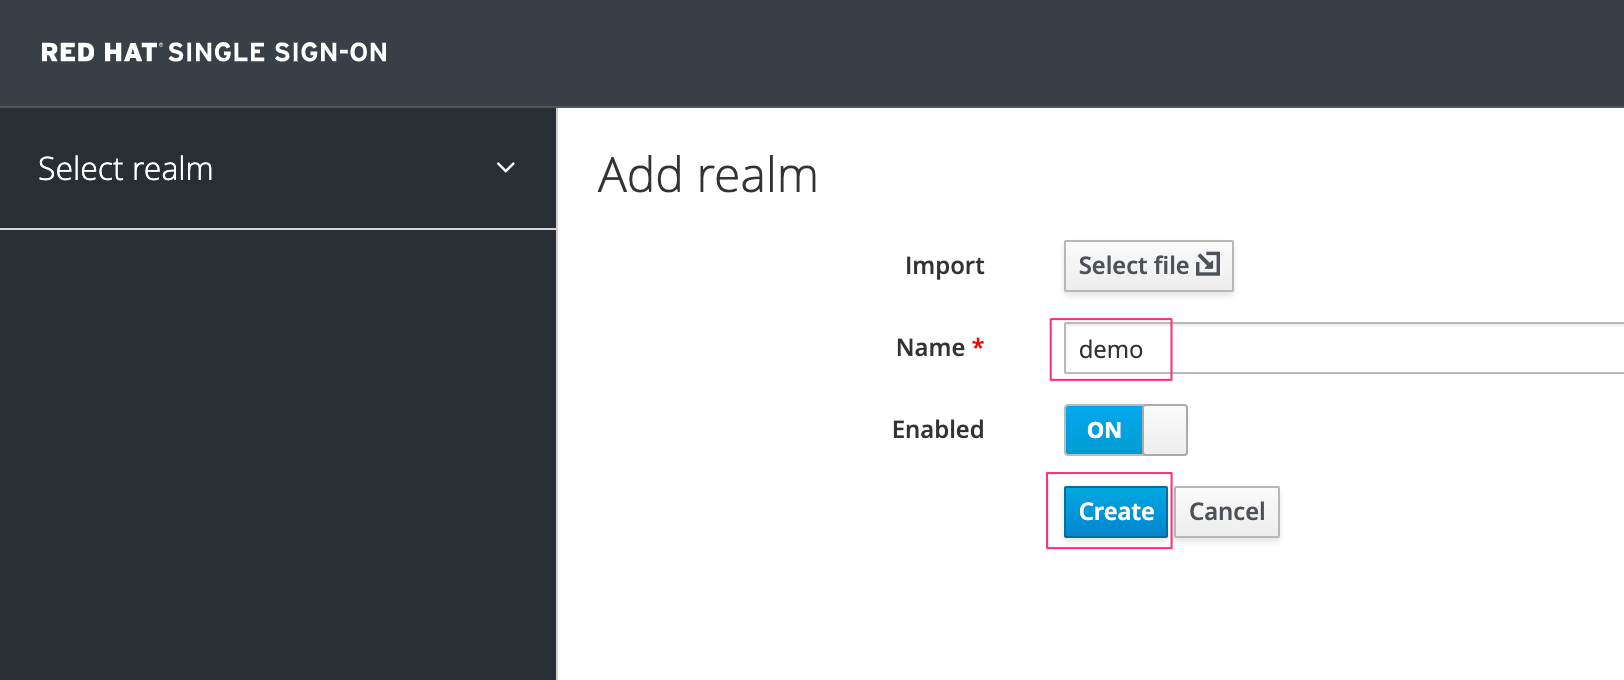 RED HAT® SINGLE SIGN-ON
Select realm
Add realm
Import
Select file
Name *
demo
Enabled
ON
Create
Cancel